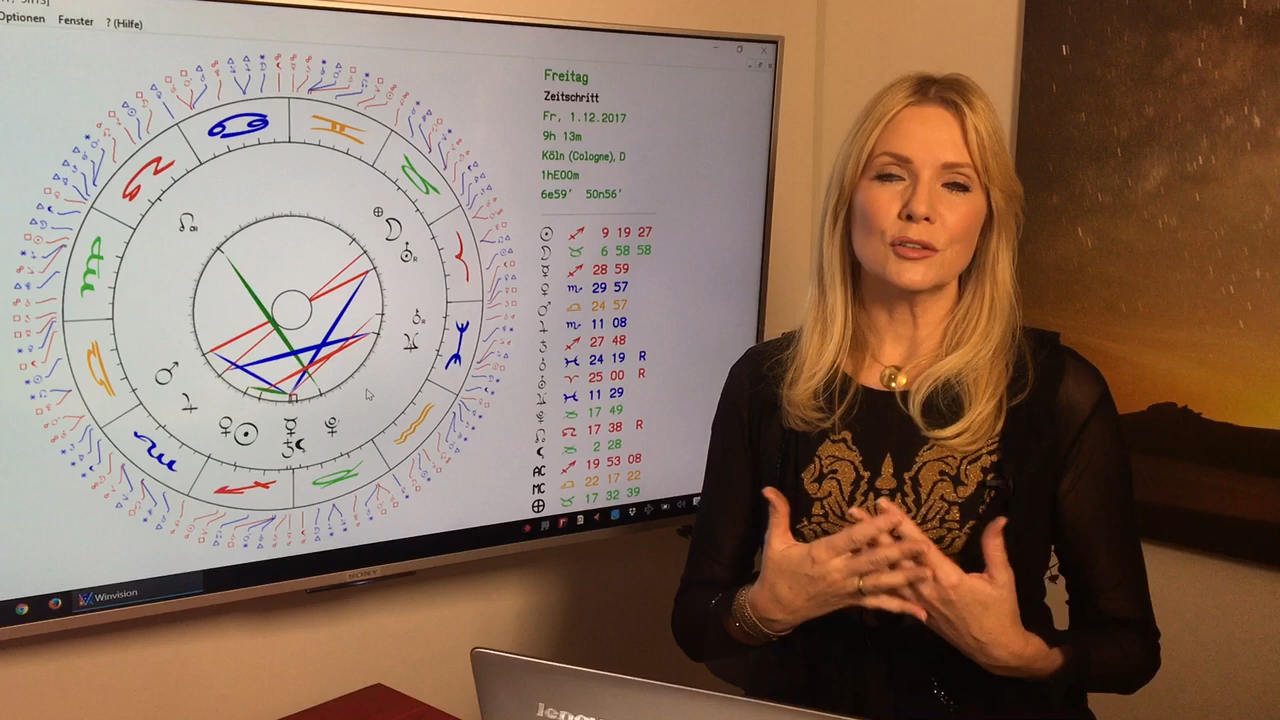 Optionen Fenster ? (Hilfe)
Freitag
Zeitschritt
Fr, 1.12.2017
9h 13m
Köln (Cologne), D
1hE00m
6e59' 50n56'
9 19 27
6 58 58
28 59
29 57
24 57
11 08
27 48
24 19 R
25 00 R
11 29
17 49
17 38 R
2 28
AC 19 53 08
MC 22 17 22
17 32 39
SONY
Winvision